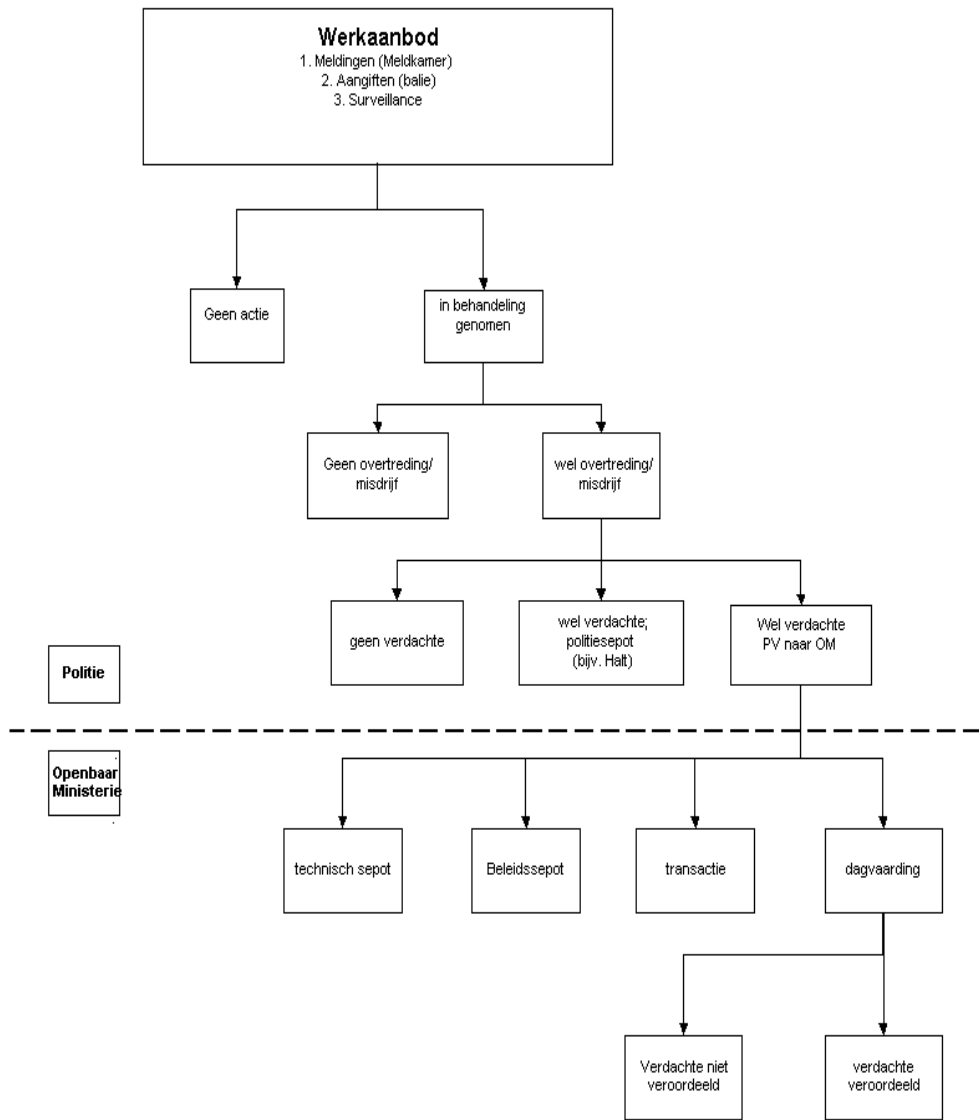 Werkaanbod
1. Meldingen (Meldkamer)
2. Aangiften (balie)
3. Surveillance
Geen actie
in behandeling
genomen
Geen overtreding/
misdrijf
wel overtreding/
misdrijf
geen verdachte
wel verdachte;
politiesepot
(bijv. Halt)
Wel verdachte
PV naar OM
Politie
Openbaar
Ministerie
technisch sepot
Beleidssepot
transactie
dagvaarding
Verdachte niet
veroordeeld
verdachte
veroordeeld